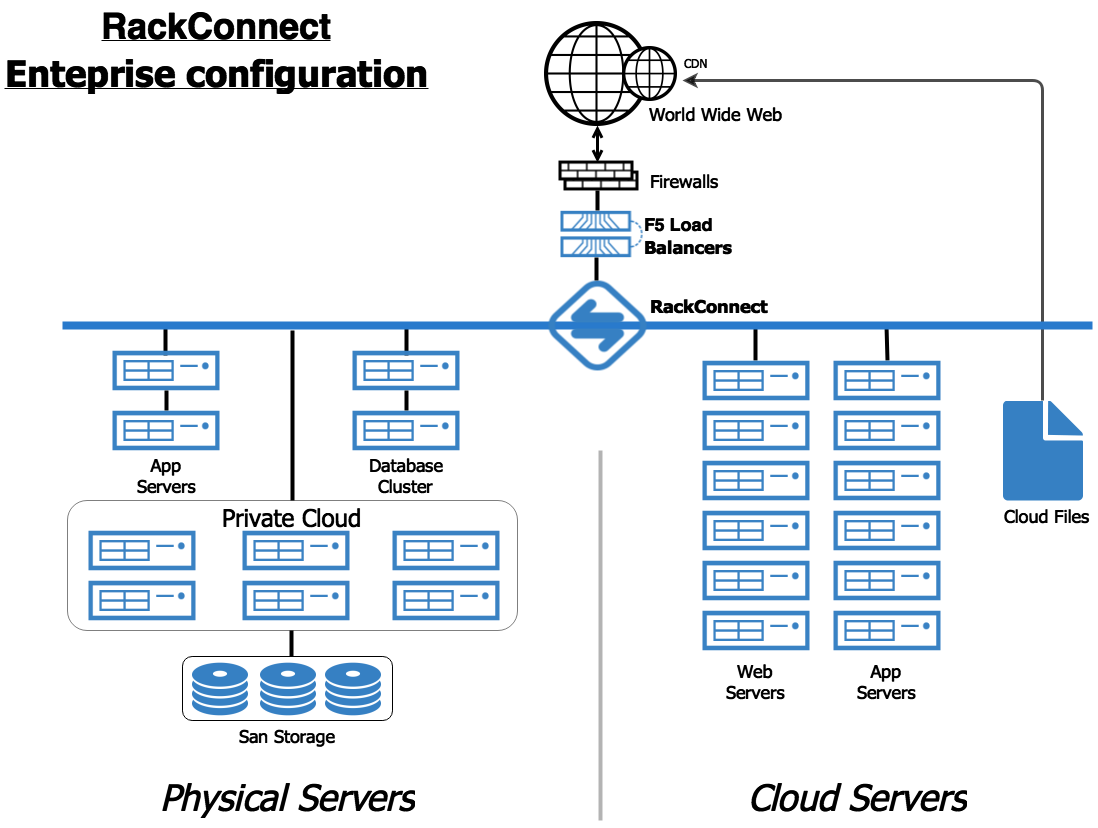 RackConnect
Enteprise configuration
CDN
World Wide Web
Firewalls
F5 Load
Balancers
RackConnect
App
Servers
Database
Cluster
Private Cloud
San Storage
Physical Servers
Web
Servers
App
Servers
Cloud Files
Cloud Servers